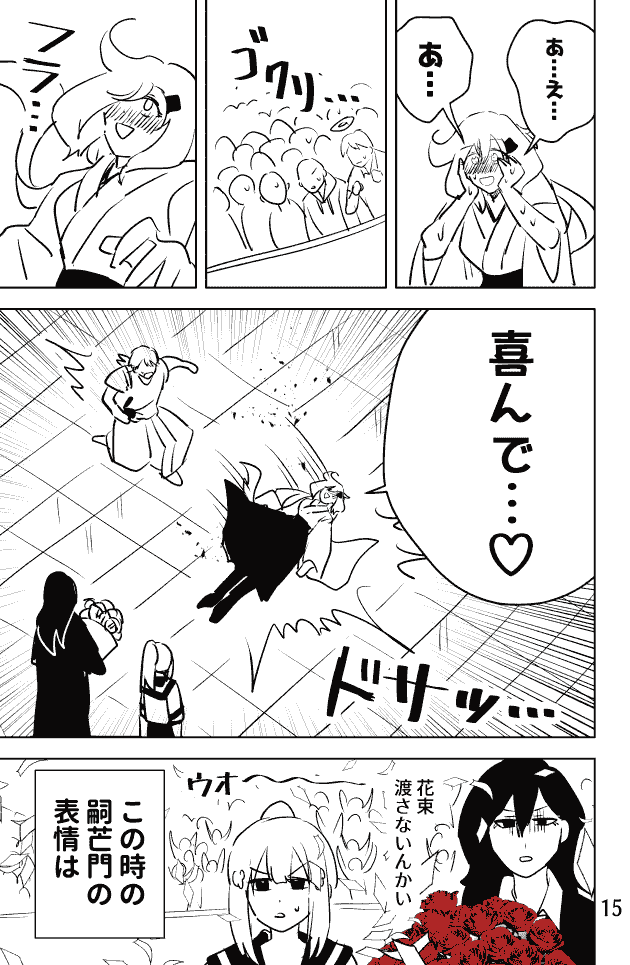 あ…え…
あ…
ゴクリ…
フラ…
喜んで…♡
ドサッ…
花束
渡さないんかい
ウオ〜
この時の
嗣芒門の
表情は
15